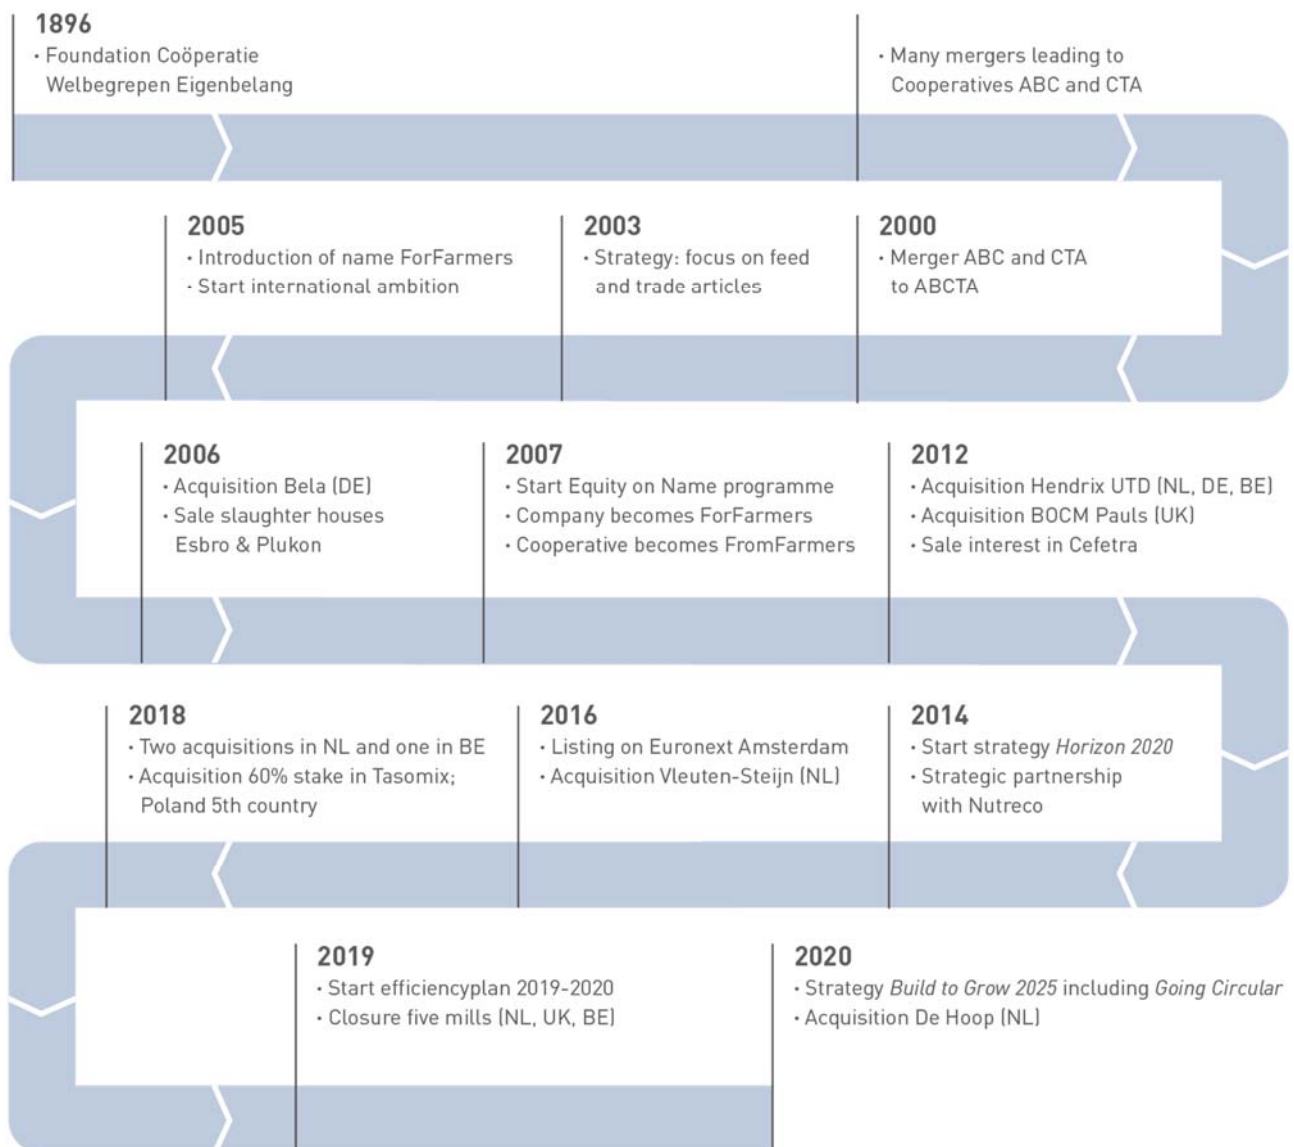 1896
· Foundation Coöperatie
Welbegrepen Eigenbelang
· Many mergers leading to
Cooperatives ABC and CTA
2005
· Introduction of name ForFarmers
· Start international ambition
2003
· Strategy: focus on feed
and trade articles
2000
· Merger ABC and CTA
to ABCTA
2006
· Acquisition Bela (DE)
· Sale slaughter houses
Esbro & Plukon
2007
· Start Equity on Name programme
· Company becomes ForFarmers
· Cooperative becomes FromFarmers
2012
· Acquisition Hendrix UTD (NL, DE, BE)
· Acquisition BOCM Pauls (UK)
· Sale interest in Cefetra
2018
· Two acquisitions in NL and one in BE
· Acquisition 60% stake in Tasomix;
Poland 5th country
2016
· Listing on Euronext Amsterdam
· Acquisition Vleuten-Steijn (NL)
2014
· Start strategy Horizon 2020
· Strategic partnership
with Nutreco
2019
· Start efficiencyplan 2019-2020
· Closure five mills (NL, UK, BE)
2020
· Strategy Build to Grow 2025 including Going Circular
· Acquisition De Hoop (NL)